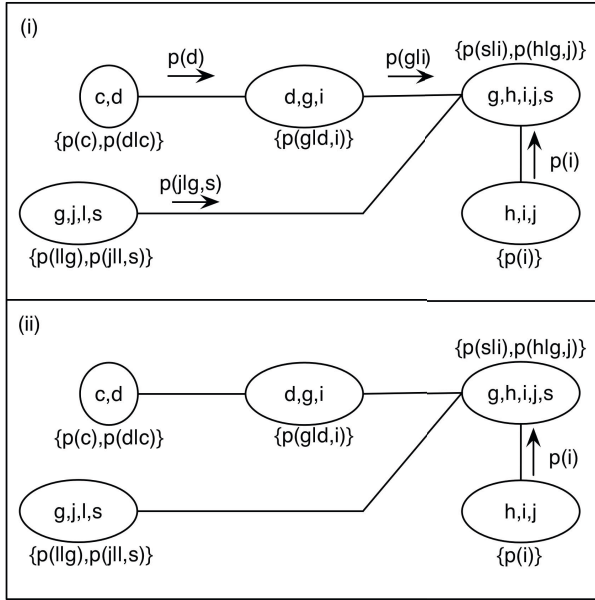 (i)
p(d)
p(gli)
{p(sli),p(hlg,j)}
c,d
d,g,i
g,h,i,j,s
{p(c),p(dlc)}
{p(gld,i)}
p(jlg,s)
p(i)
g,j,l,s
h,i,j
{p(llg),p(jll,s)}
{p(i)}
(ii)
{p(sli),p(hlg,j)}
c,d
d,g,i
g,h,i,j,s
{p(c),p(dlc)}
{p(gld,i)}
p(i)
g,j,l,s
h,i,j
{p(llg),p(jll,s)}
{p(i)}